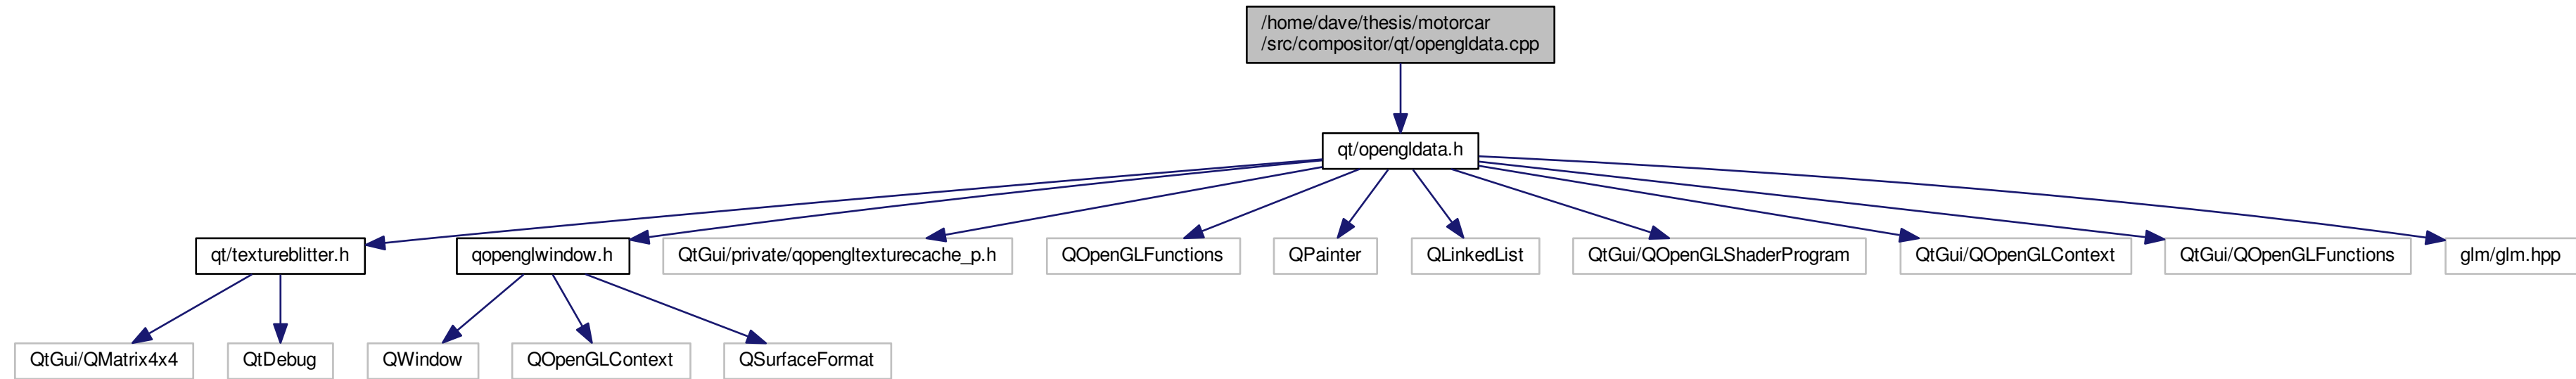 /home/dave/thesis/motorcar
/src/compositor/qt/opengldata.cpp
qt/opengldata.h
qt/textureblitter.h
qopenglwindow.h
QtGui/private/qopengltexturecache_p.h
QOpenGLFunctions
QPainter
QLinkedList
QtGui/QOpenGLShaderProgram
QtGui/QOpenGLContext
QtGui/QOpenGLFunctions
glm/glm.hpp
QtGui/QMatrix4x4
QtDebug
QWindow
QOpenGLContext
QSurfaceFormat